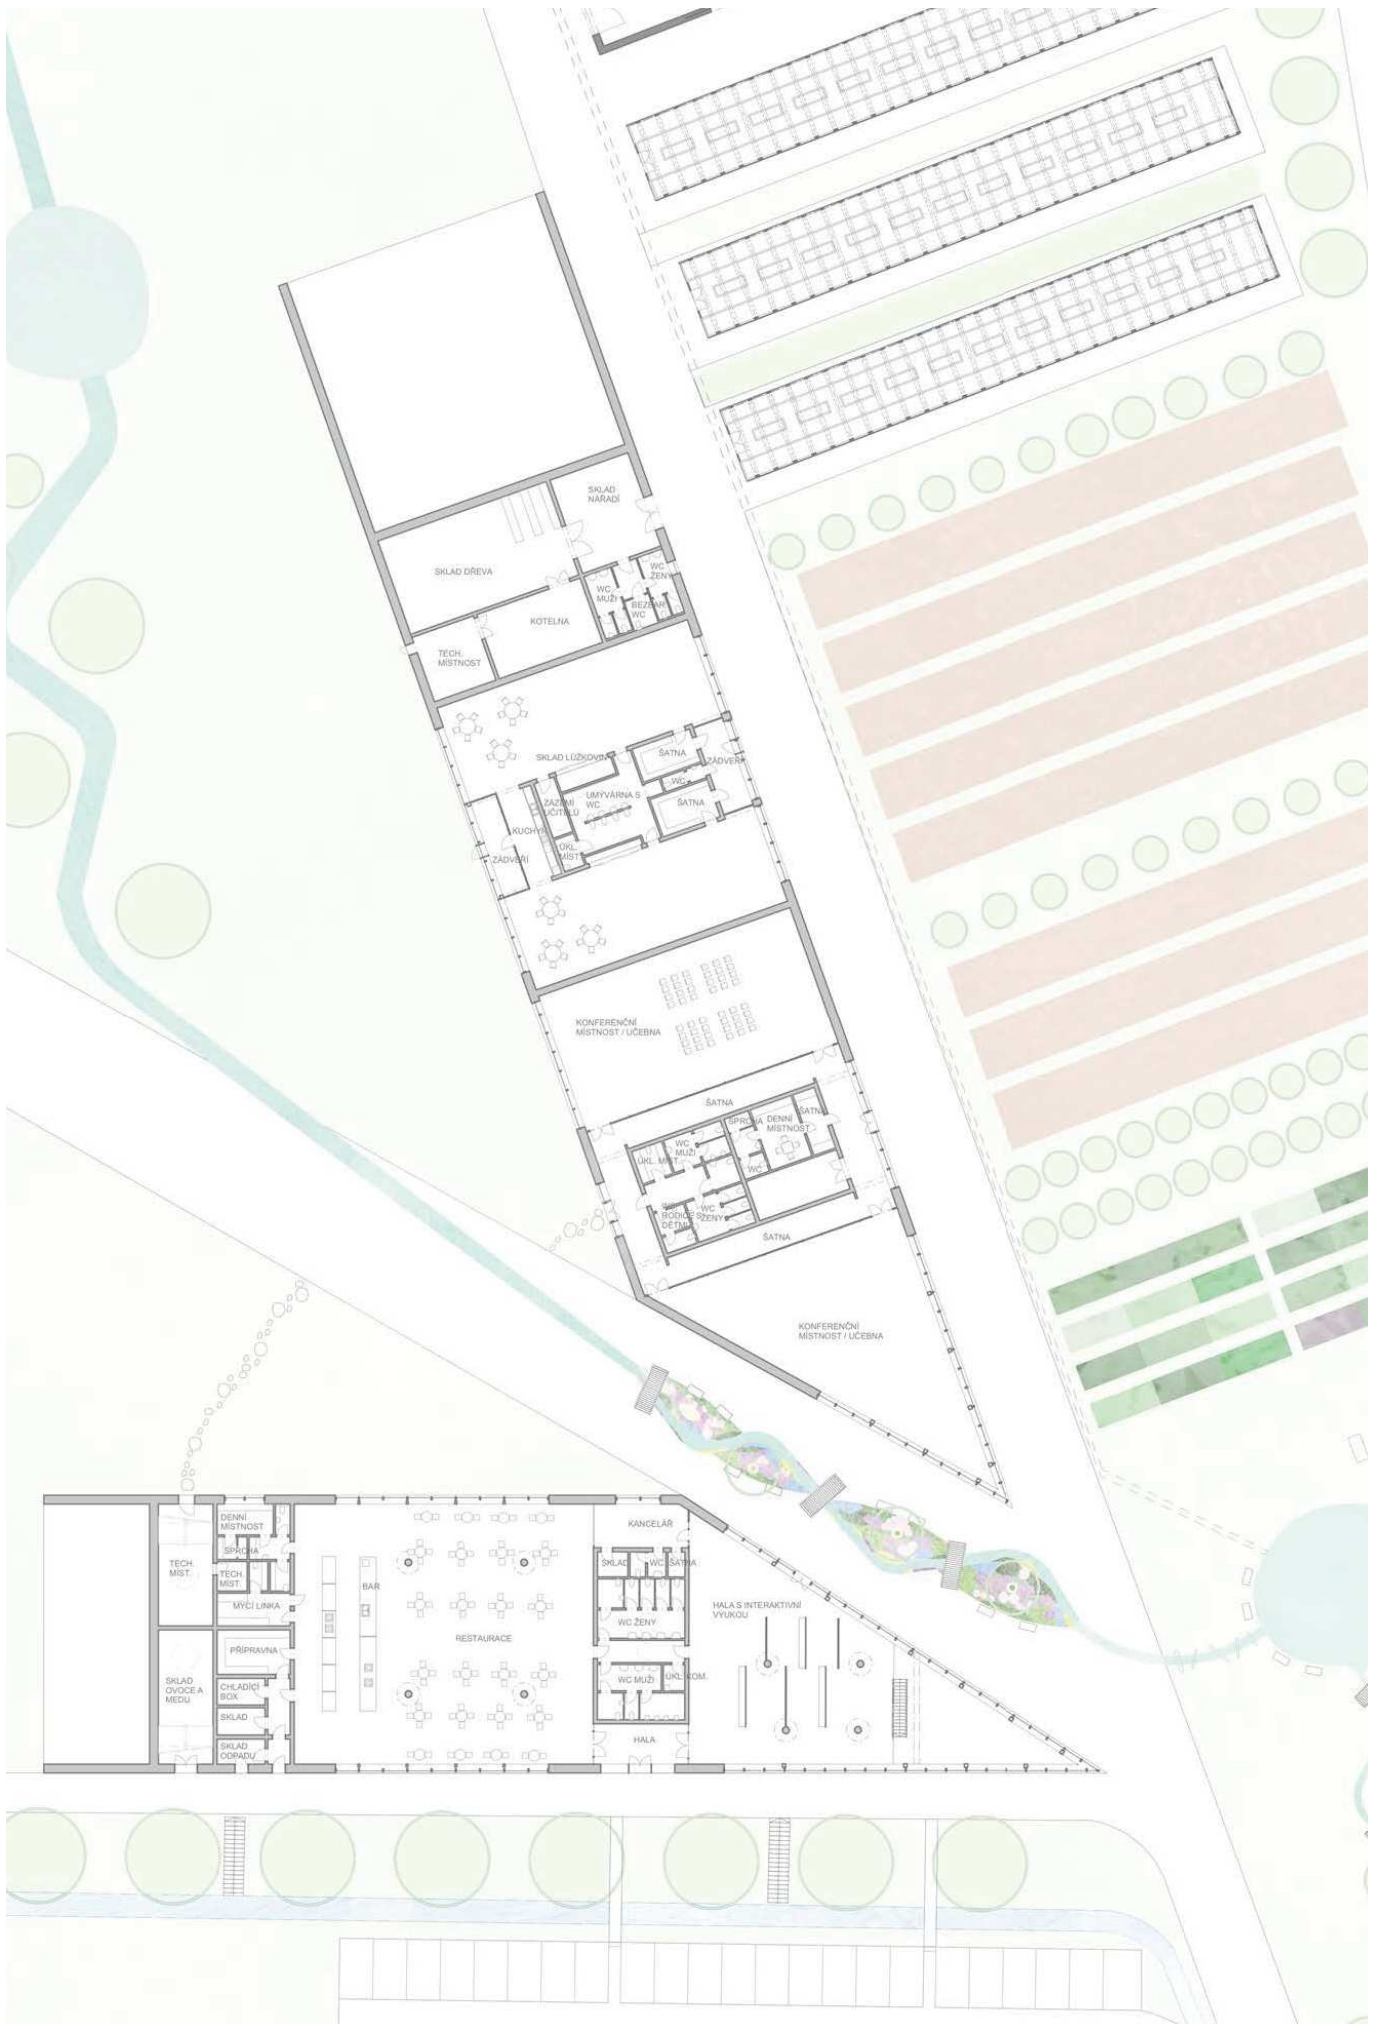 SKLAD
NÁŘADÍ
SKLAD DŘEVA
WC
ŽENY
WC
MUŽI
BEZBAR.
WC
KOTELNA
TECH.
MÍSTNOST
SKLAD LŮŽKOVIN
ŠATNA
ZÁDVEŘÍ
WC
UMÝVÁRNA S
WC
ZÁZEMÍ
UČITELŮ
ŠATNA
KUCHYŇ
ÚKL.
MÍST.
ZÁDVEŘÍ
KONFERENČNÍ
MÍSTNOST / UČEBNA
ŠATNA
SPRCHA
DENNÍ
MÍSTNOST
ŠATNA
WC
MUŽI
ÚKL. MÍST.
WC
RODIČE S
DĚTMI
WC
ŽENY
ŠATNA
KONFERENČNÍ
MÍSTNOST / UČEBNA
DENNÍ
MÍSTNOST
SPRCHA
TECH.
MÍST.
TECH.
MÍST.
MYCÍ LINKA
BAR
RESTAURACE
KANCELÁŘ
SKLAD
WC
ŠATNA
WC ŽENY
HALA S INTERAKTIVNÍ
VÝUKOU
PŘÍPRAVNA
SKLAD
OVOCE A
MEDU
CHLADÍCÍ
BOX
SKLAD
SKLAD
ODPADU
WC MUŽI
ÚKL. KOM.
HALA